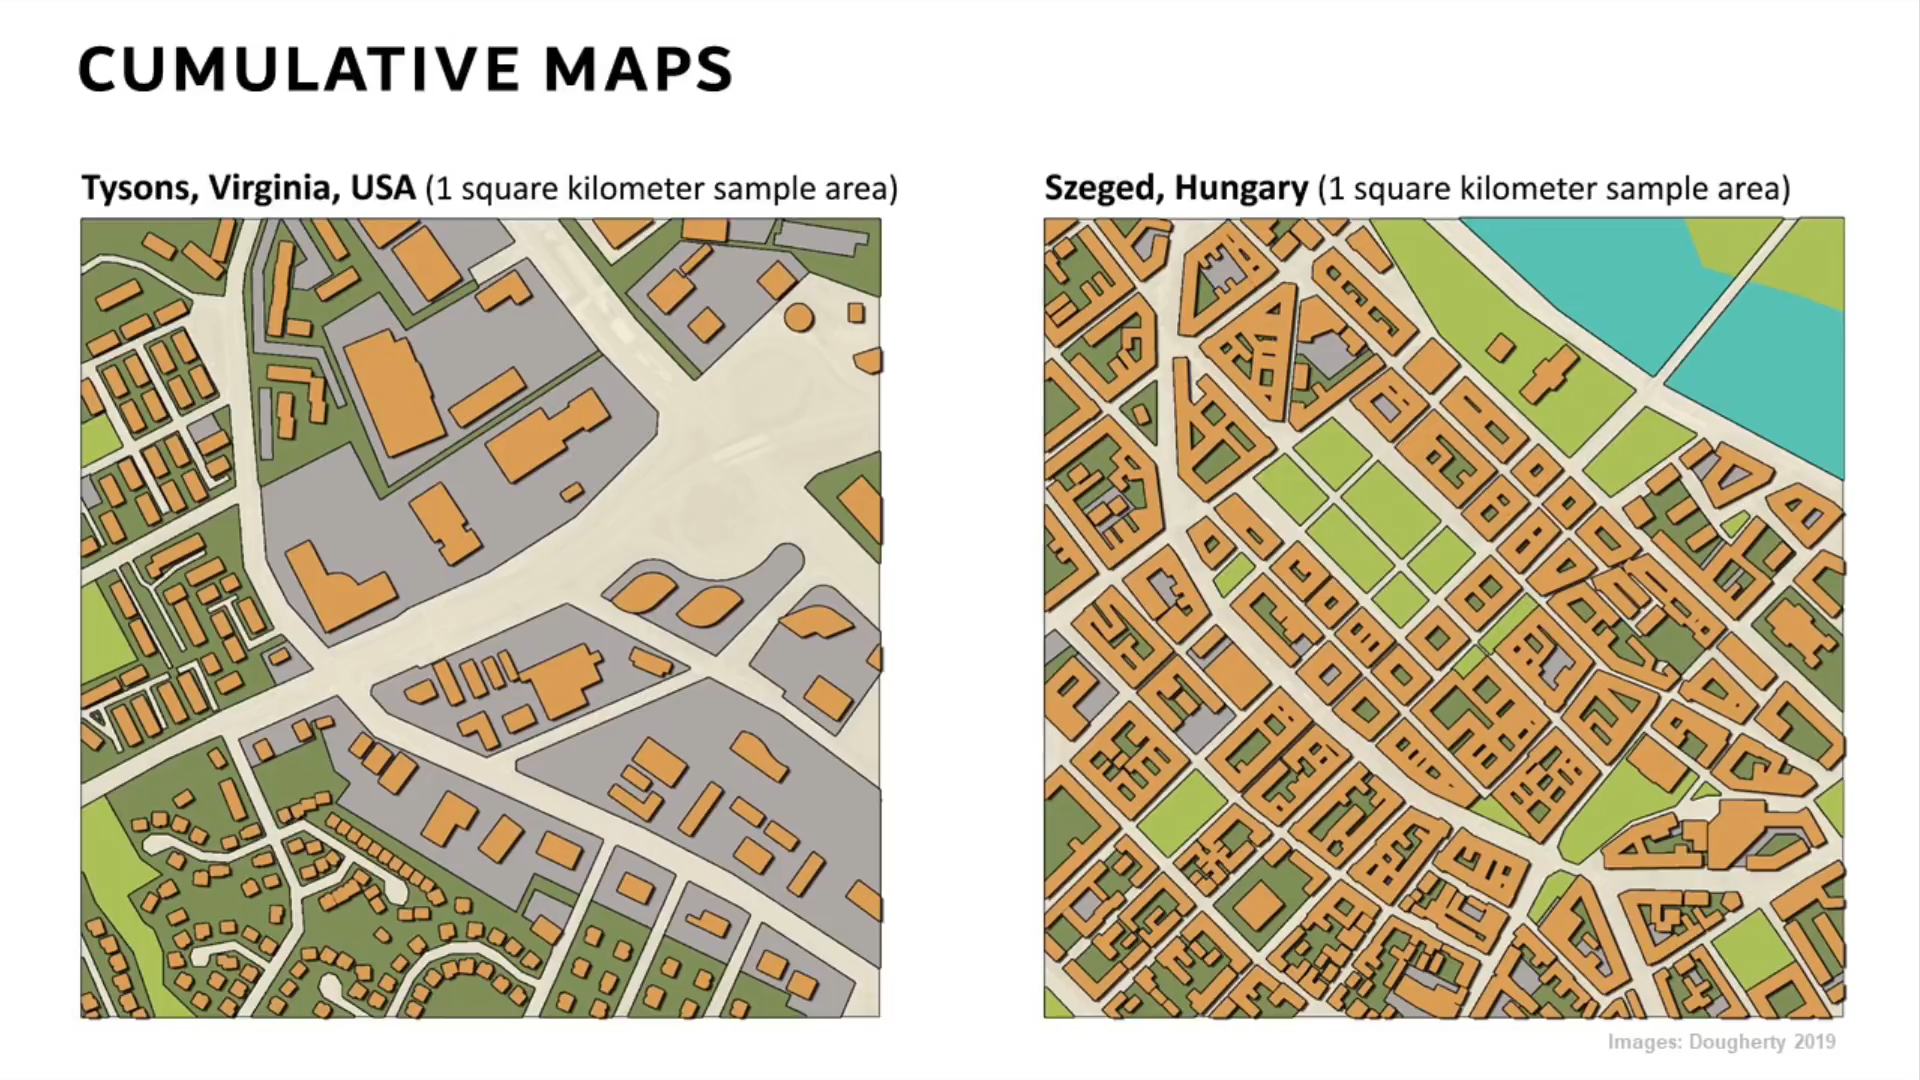 CUMULATIVE MAPS
Tysons, Virginia, USA (1 square kilometer sample area)
Szeged, Hungary (1 square kilometer sample area)
Images: Dougherty 2019